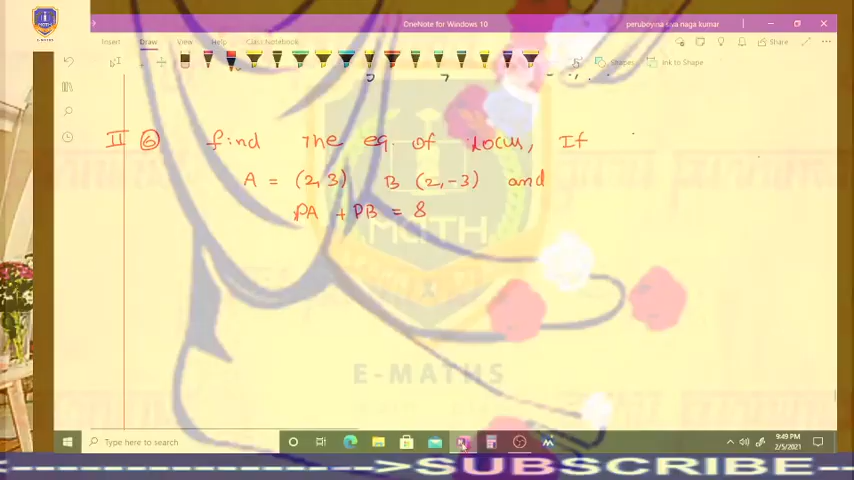 OneNote for Windows 10 peruboyina siva naga kumar
Insert Draw View Help Class Notebook Share
Shapes Ink to Shape
II 6 find The eq. of locus, If
A = (2,3) B (2,-3) and
PA + PB = 8
MATH
E-MATHS
Type here to search
9:49 PM
2/5/2021
SUBSCRIBE